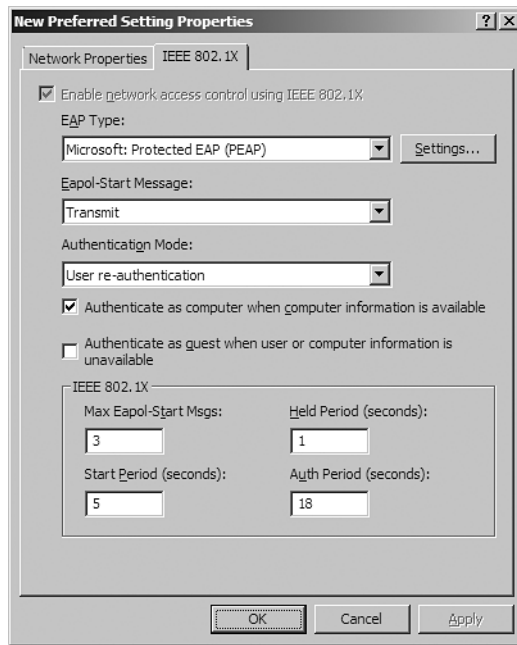 New Preferred Setting Properties
Network Properties
IEEE 802.1X
Enable network access control using IEEE 802.1X
EAP Type:
Microsoft: Protected EAP (PEAP)
Settings...
Eapol-Start Message:
Transmit
Authentication Mode:
User re-authentication
Authenticate as computer when computer information is available
Authenticate as guest when user or computer information is
unavailable
IEEE 802.1X
Max Eapol-Start Msgs:
Held Period (seconds):
3
1
Start Period (seconds):
Auth Period (seconds):
5
18
OK
Cancel
Apply